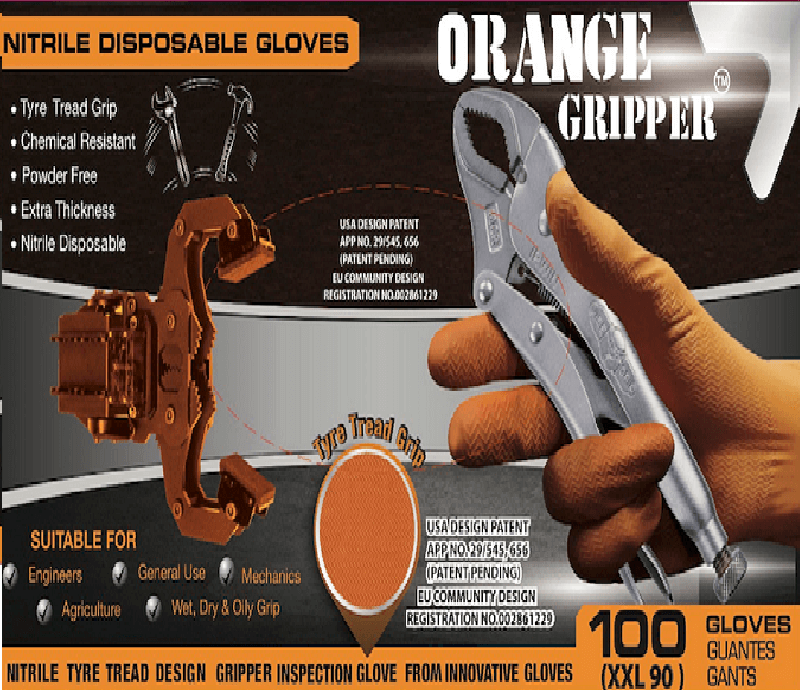 NITRILE DISPOSABLE GLOVES
ORANGE
GRIPPER
TM
• Tyre Tread Grip
• Chemical Resistant
• Powder Free
• Extra Thickness
• Nitrile Disposable
USA DESIGN PATENT
APP NO. 29/545, 656
(PATENT PENDING)
EU COMMUNITY DESIGN
REGISTRATION NO.002861229
Tyre Tread Grip
USA DESIGN PATENT
APP,NO. 29/545,656
(PATENT PENDING)
EU COMMUNITY DESIGN
REGISTRATION NO.002861229
SUITABLE FOR
Engineers
General Use
Mechanics
Agriculture
Wet, Dry & Oily Grip
NITRILE TYRE TREAD DESIGN GRIPPER INSPECTION GLOVE FROM INNOVATIVE GLOVES
100
(XXL 90 )
GLOVES
GUANTES
GANTS